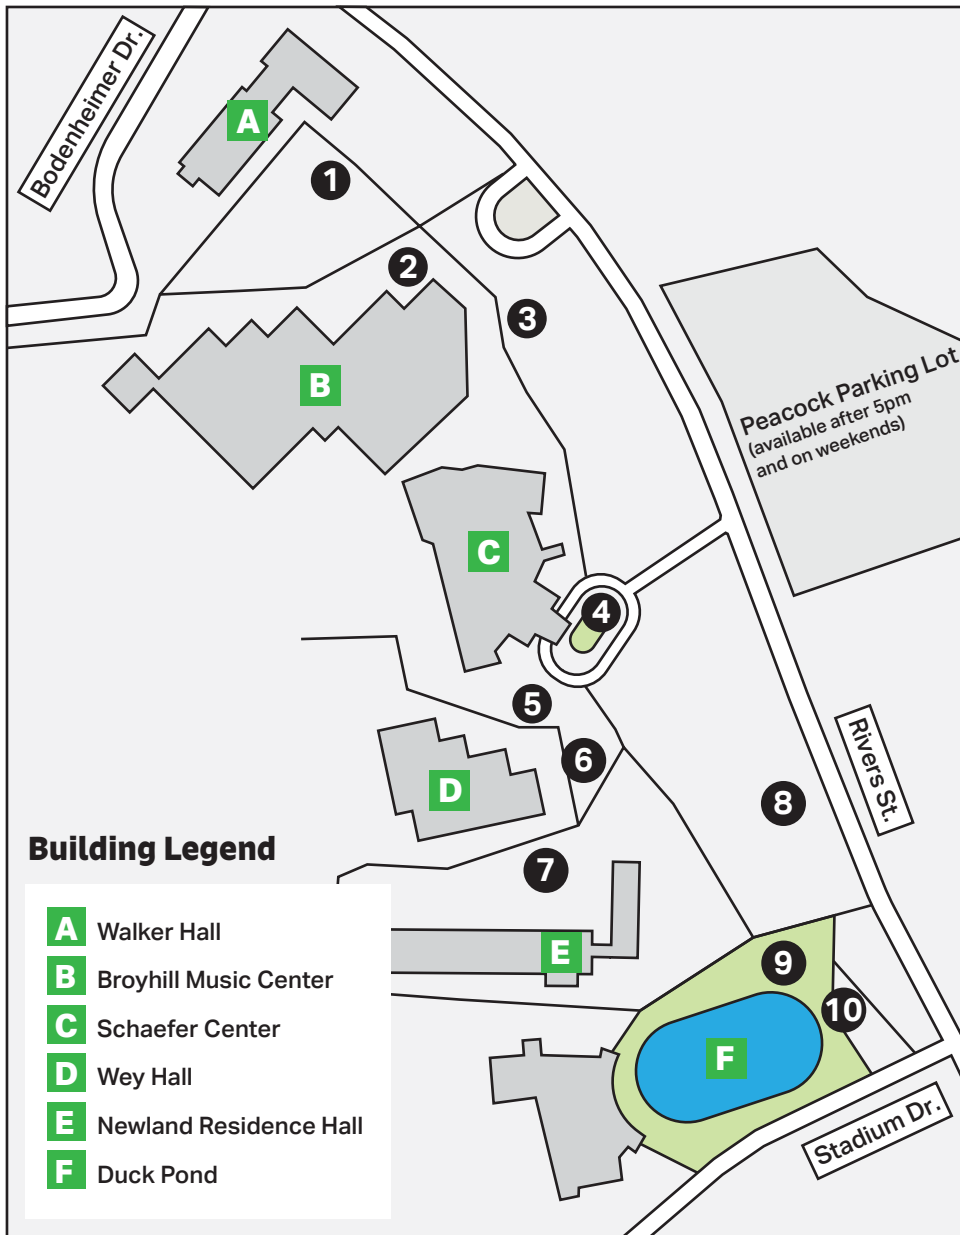 Bodenheimer Dr.
A
1
2
3
B
Peacock Parking Lot
(available after 5pm
and on weekends)
C
4
5
6
D
Rivers St.
8
7
E
9
10
F
Stadium Dr.
Building Legend
A Walker Hall
B Broyhill Music Center
C Schaefer Center
D Wey Hall
E Newland Residence Hall
F Duck Pond